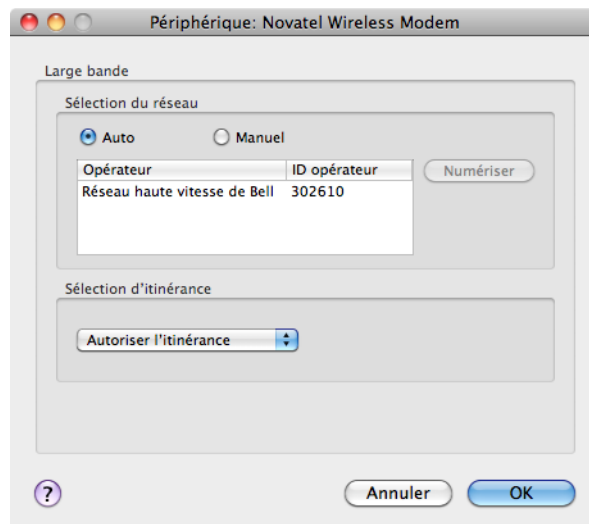 Périphérique: Novatel Wireless Modem
Large bande
Sélection du réseau
Auto Manuel
Opérateur ID opérateur Numériser
Réseau haute vitesse de Bell 302610
Sélection d'itinérance
Autoriser l'itinérance
? Annuler OK